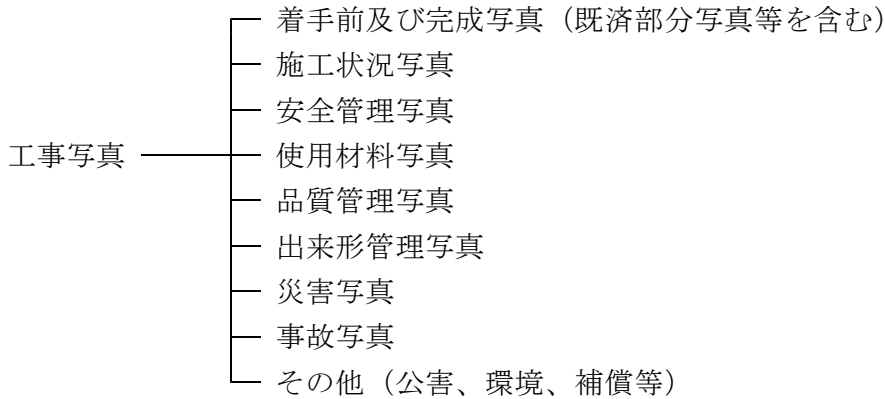 着手前及び完成写真（既済部分写真等を含む）
施工状況写真
安全管理写真
工事写真
使用材料写真
品質管理写真
出来形管理写真
災害写真
事故写真
その他（公害、環境、補償等）